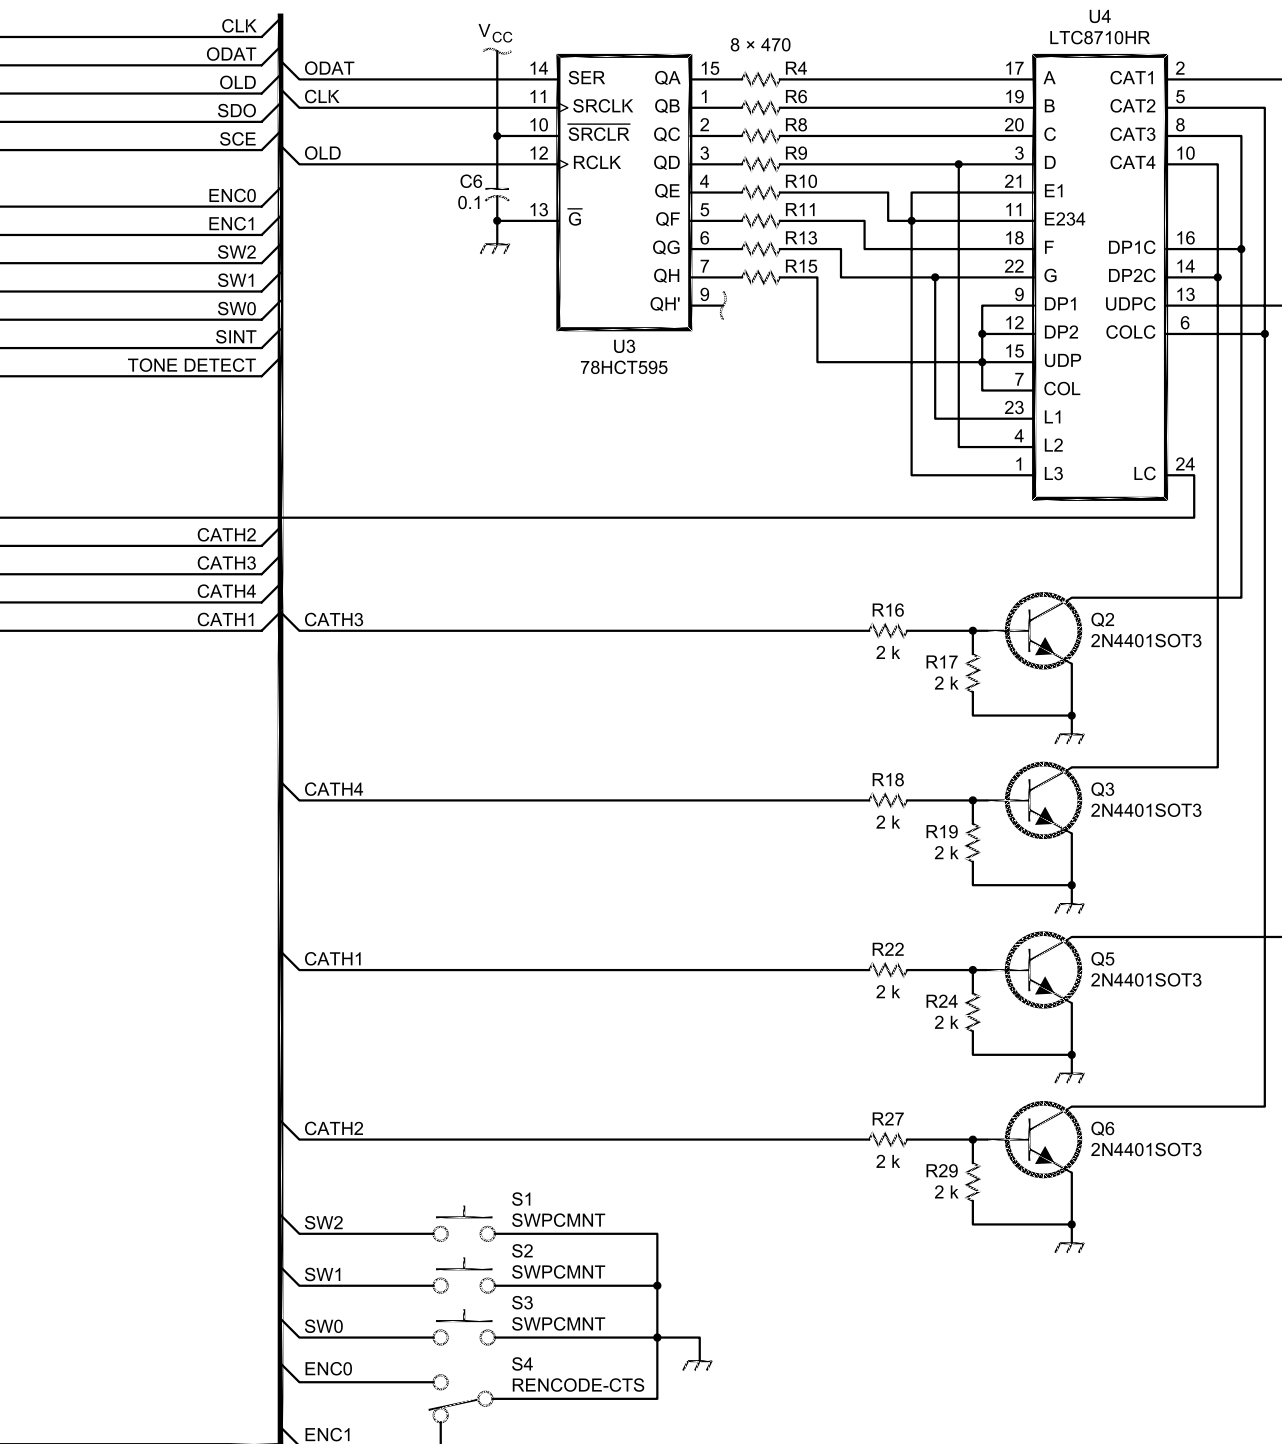 CLK
ODAT
OLD
SDO
SCE
ENC0
ENC1
SW2
SW1
SW0
SINT
TONE DETECT
CATH2
CATH3
CATH4
CATH1
ODAT
CLK
OLD
VCC
C6
0.1
14 SER QA 15
11 SRCLK QB 1
10 SRCLR QC 2
12 RCLK QD 3
QE 4
13 G QF 5
QG 6
QH 7
QH' 9
U3
78HCT595
8 × 470
R4
R6
R8
R9
R10
R11
R13
R15
U4
LTC8710HR
17 A CAT1 2
19 B CAT2 5
20 C CAT3 8
3 D CAT4 10
21 E1
11 E234
18 F DP1C 16
22 G DP2C 14
9 DP1 UDPC 13
12 DP2 COLC 6
15 UDP
7 COL
23 L1
4 L2
1 L3 LC 24
CATH3
R16
2 k
R17
2 k
Q2
2N4401SOT3
CATH4
R18
2 k
R19
2 k
Q3
2N4401SOT3
CATH1
R22
2 k
R24
2 k
Q5
2N4401SOT3
CATH2
R27
2 k
R29
2 k
Q6
2N4401SOT3
SW2
S1
SWPCMNT
SW1
S2
SWPCMNT
SW0
S3
SWPCMNT
ENC0
S4
RENCODE-CTS
ENC1